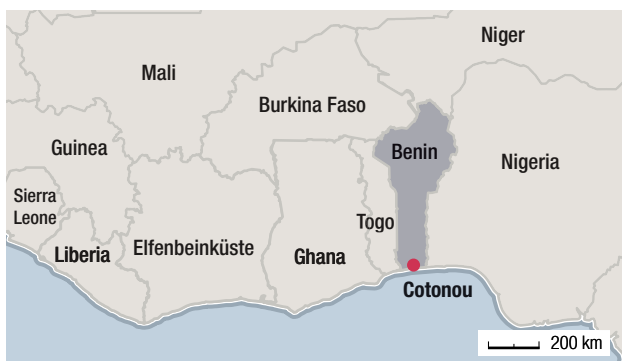 Niger
Mali
Burkina Faso
Guinea
Benin
Nigeria
Sierra
Leone
Togo
Liberia
Elfenbeinküste
Ghana
Cotonou
200 km